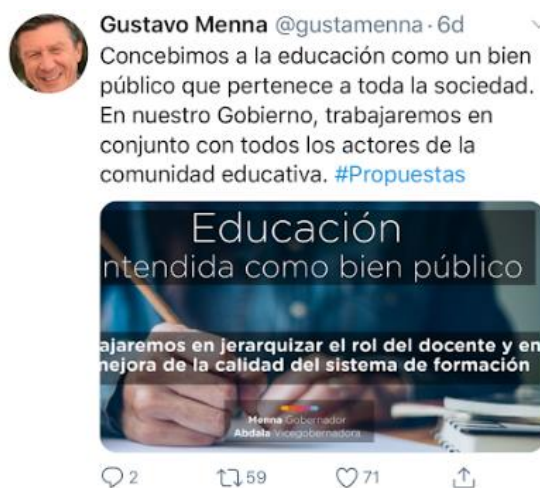 Gustavo Menna @gustamenna · 6d
Concebimos a la educación como un bien
público que pertenece a toda la sociedad.
En nuestro Gobierno, trabajaremos en
conjunto con todos los actores de la
comunidad educativa. #Propuestas
Educación
ntendida como bien público
ajaremos en jerarquizar el rol del docente y en
nejora de la calidad del sistema de formación
Menna Gobernador
Abdala Vicegobernadora
2 59 71